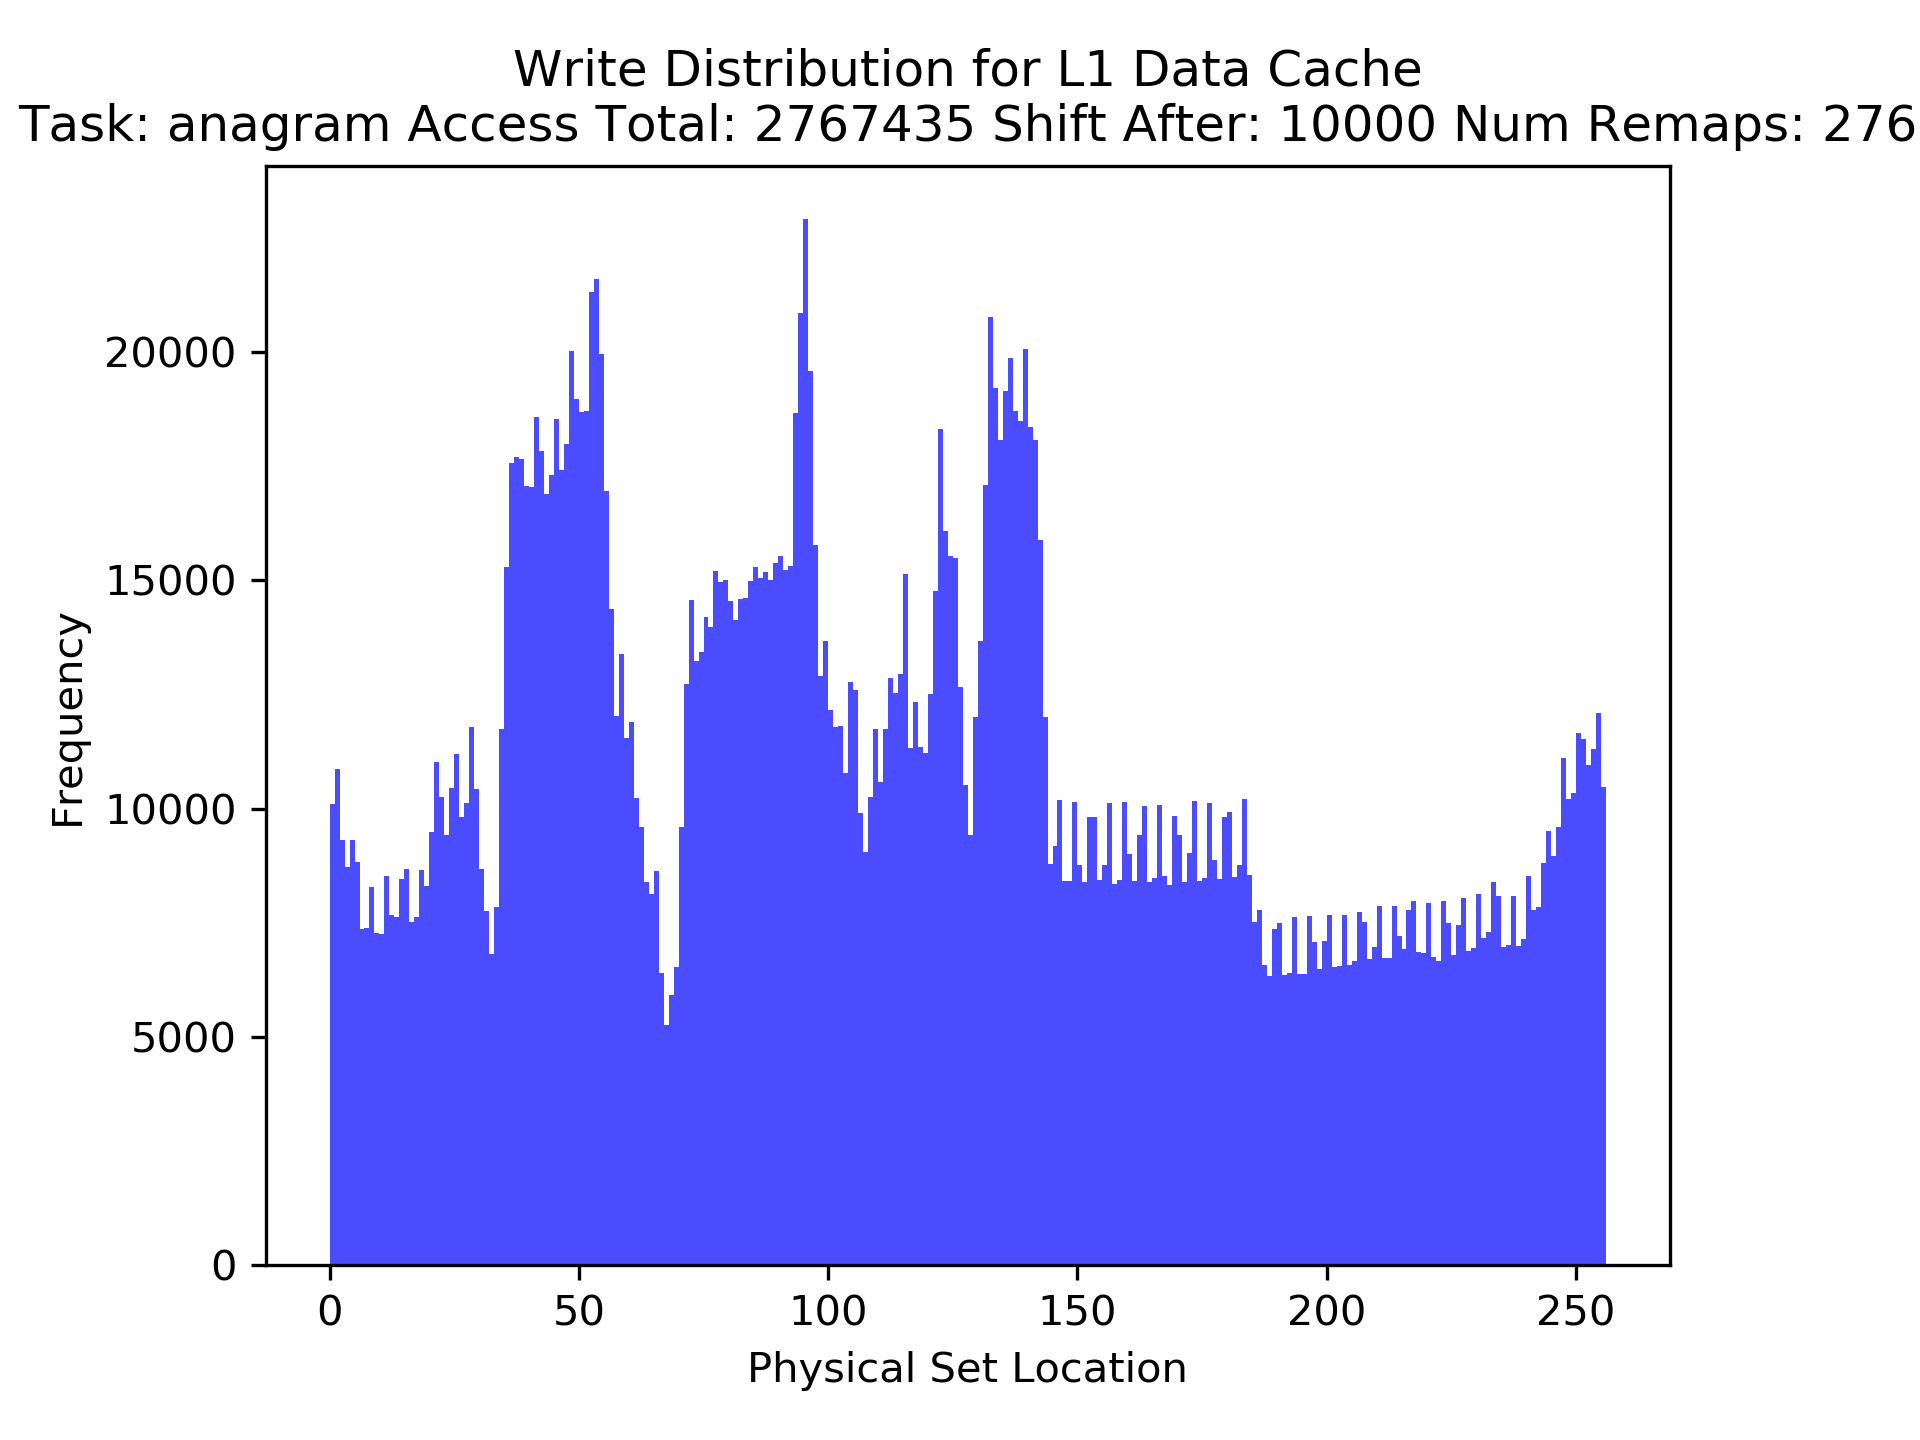 Write Distribution for L1 Data Cache
Task: anagram Access Total: 2767435 Shift After: 10000 Num Remaps: 276
Frequency
20000
15000
10000
5000
0
0 50 100 150 200 250
Physical Set Location